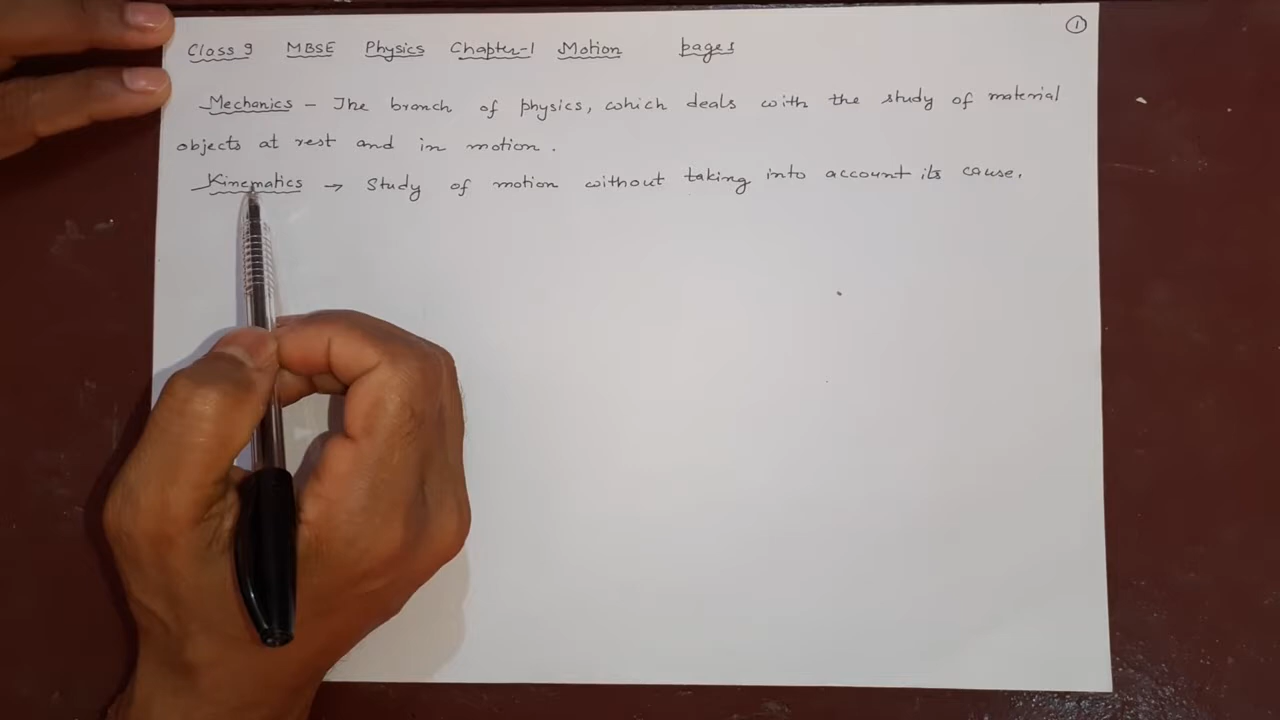 ①
Class 9 MBSE Physics Chapter-1 Motion pages
Mechanics - The branch of physics, which deals with the study of material
objects at rest and in motion.
Kinematics → Study of motion without taking into account its cause.